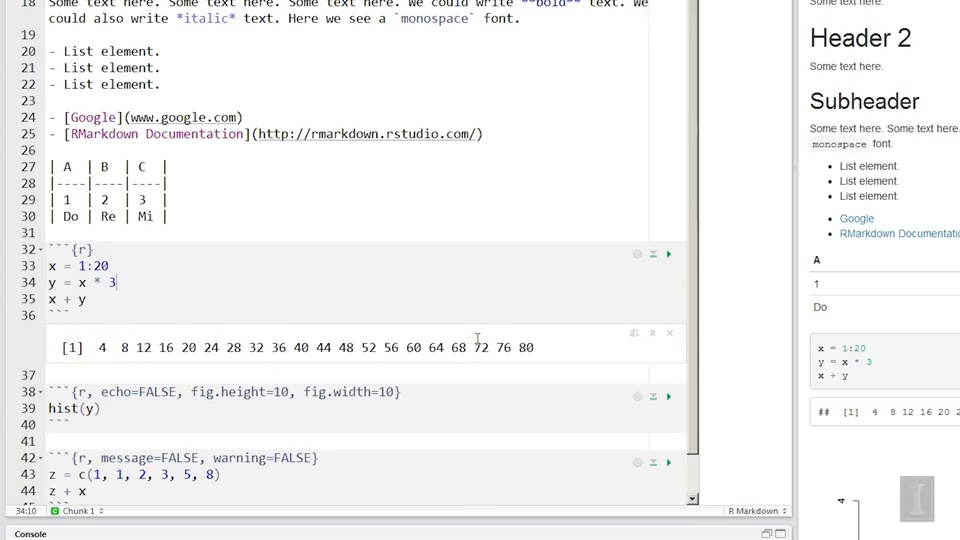 18 Some text here. Some text here. Some text here. We could write **bold** text. We
could also write *italic* text. Here we see a `monospace` font.
19
20 - List element.
21 - List element.
22 - List element.
23
24 - [Google](www.google.com)
25 - [RMarkdown Documentation](http://rmarkdown.rstudio.com/)
26
27 | A | B | C |
28 |----|----|----|
29 | 1 | 2 | 3 |
30 | Do | Re | Mi |
31
32 ```{r}
33 x = 1:20
34 y = x * 3
35 x + y
36 ```
[1] 4 8 12 16 20 24 28 32 36 40 44 48 52 56 60 64 68 72 76 80
37
38 ```{r, echo=FALSE, fig.height=10, fig.width=10}
39 hist(y)
40 ```
41
42 ```{r, message=FALSE, warning=FALSE}
43 z = c(1, 1, 2, 3, 5, 8)
44 z + x
45 ```
34:10 Chunk 1 R Markdown
Console
Some text here.
Header 2
Some text here.
Subheader
Some text here. Some text here.
monospace font.
List element.
List element.
List element.
Google
RMarkdown Documentatio
A
1
Do
x = 1:20
y = x * 3
x + y
## [1] 4 8 12 16 20 2
4
I